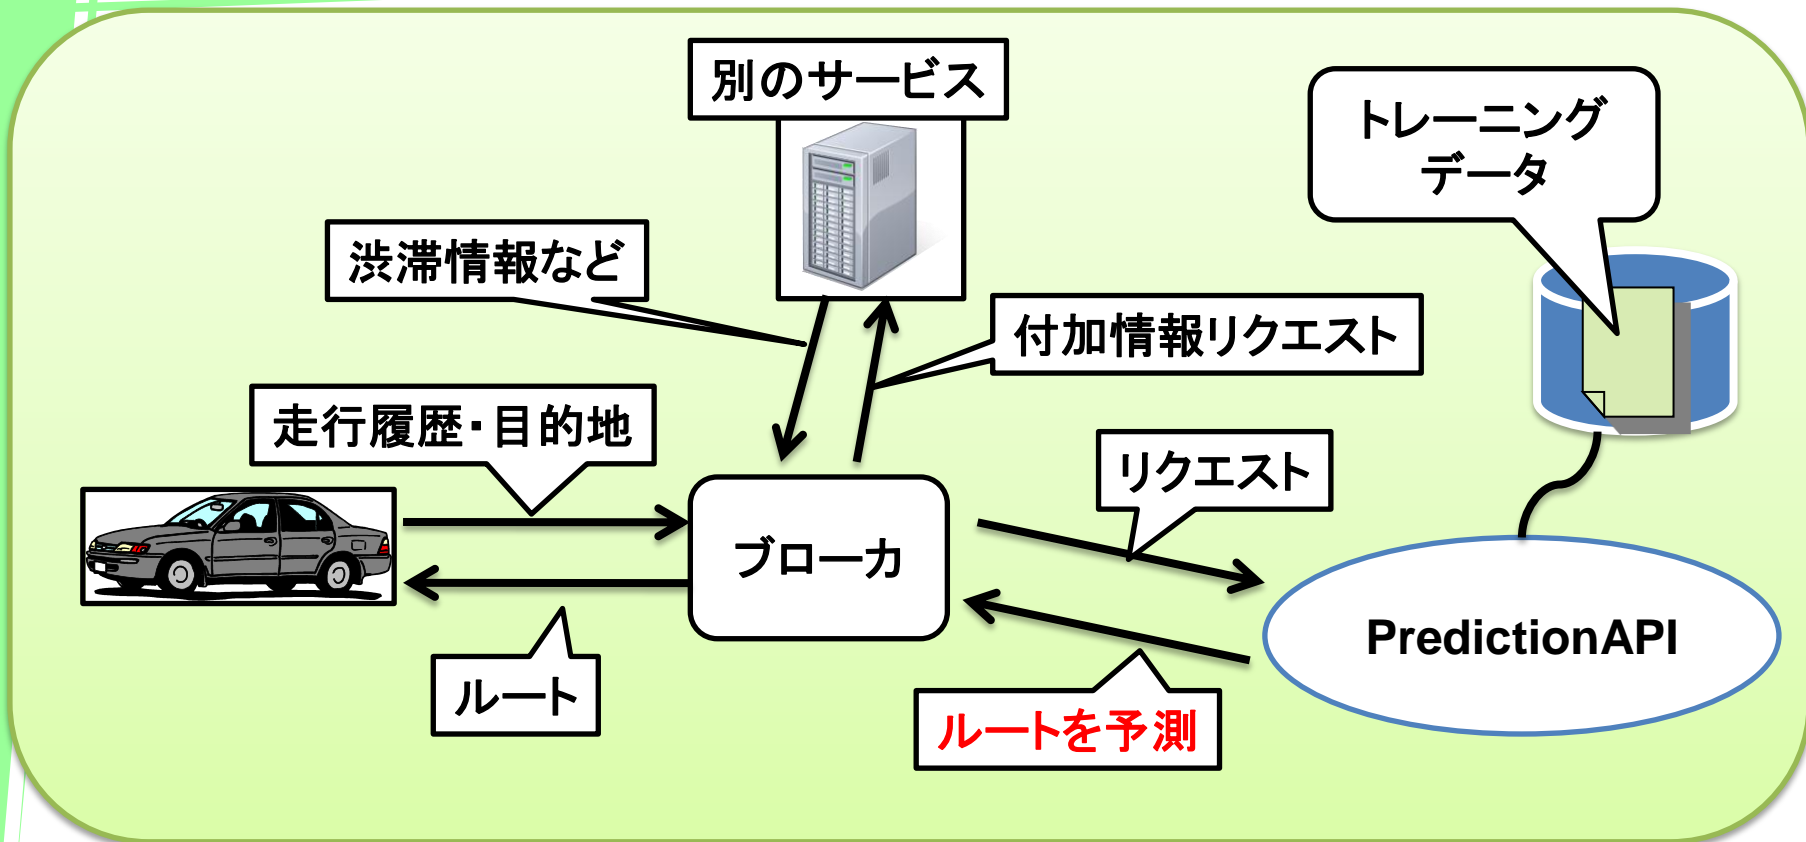 別のサービス
トレーニング
データ
渋滞情報など
付加情報リクエスト
走行履歴・目的地
リクエスト
ブローカ
PredictionAPI
ルート
ルートを予測